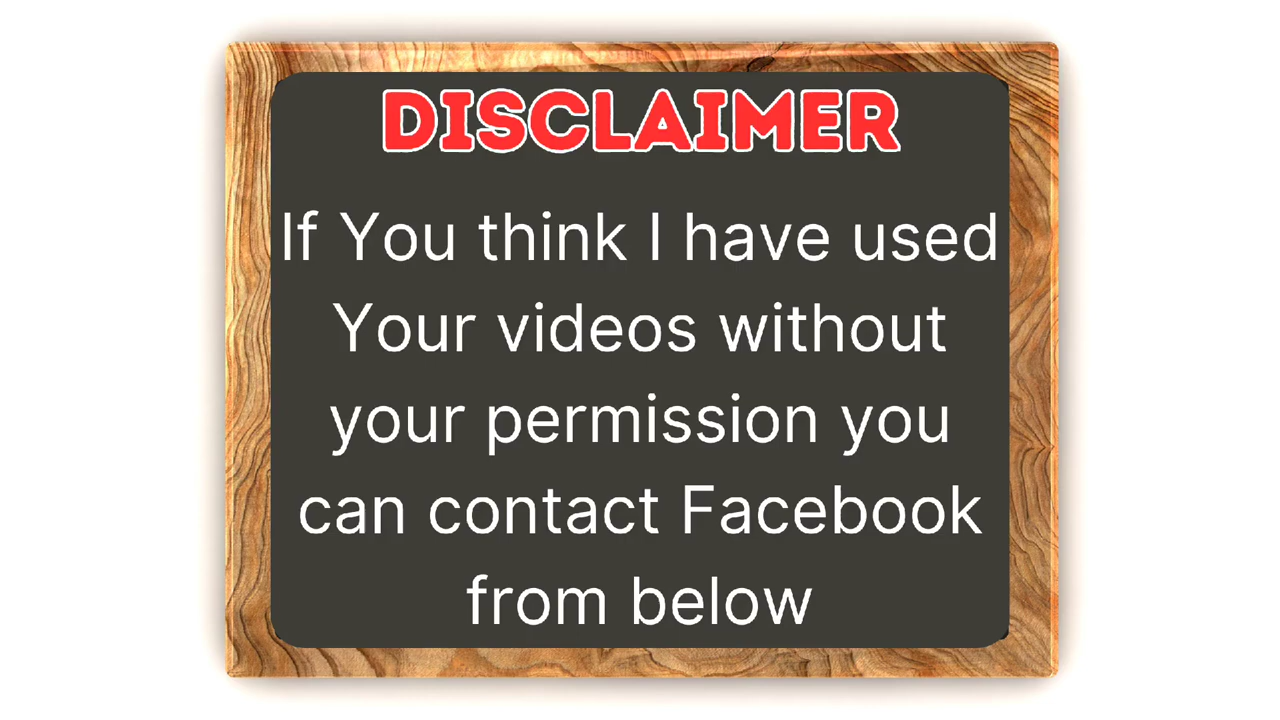 DISCLAIMER
If You think I have used
Your videos without
your permission you
can contact Facebook
from below